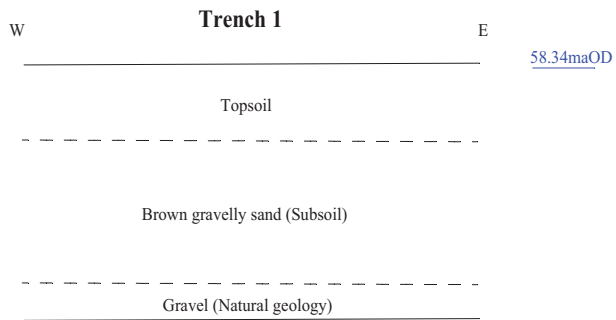 Trench 1
W
E
58.34maOD
Topsoil
Brown gravelly sand (Subsoil)
Gravel (Natural geology)